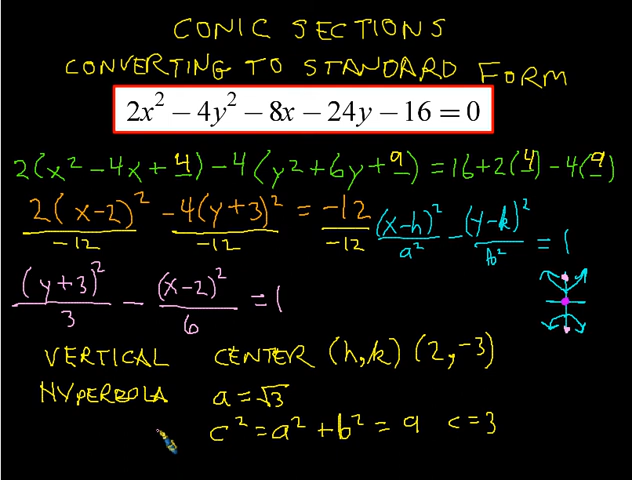 CONIC SECTIONS
CONVERTING TO STANDARD FORM
2x² − 4y² − 8x − 24y − 16 = 0
2(x² − 4x + 4) − 4(y² + 6y + 9) = 16 + 2(4) − 4(9)
2(x−2)²/−12 −4(y+3)²/−12 = −12/−12
(x−h)²/a² − (y−k)²/b² = 1
(y+3)²/3 − (x−2)²/6 = 1
VERTICAL CENTER (h,k) (2,−3)
HYPERBOLA a = √3
c² = a² + b² = 9 c = 3